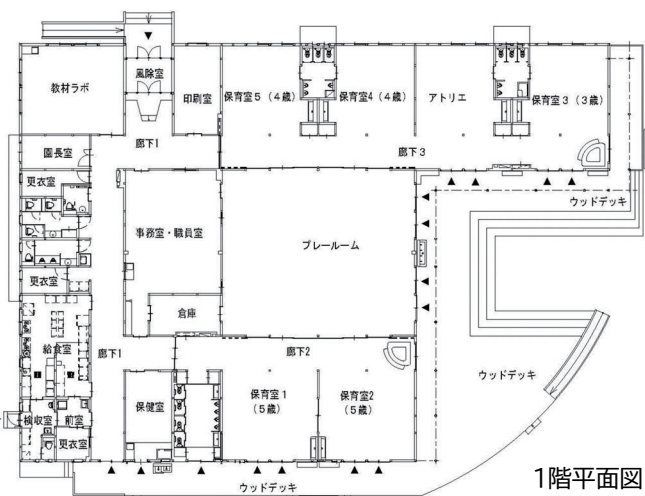 教材ラボ
風除室
印刷室
保育室5（4歳）
保育室4（4歳）
アトリエ
保育室3（3歳）
園長室
廊下1
廊下3
更衣室
ウッドデッキ
事務室・職員室
プレールーム
更衣室
倉庫
給食室
廊下1
廊下2
ウッドデッキ
保健室
保育室1
（5歳）
保育室2
（5歳）
検収室
前室
更衣室
ウッドデッキ
1階平面図